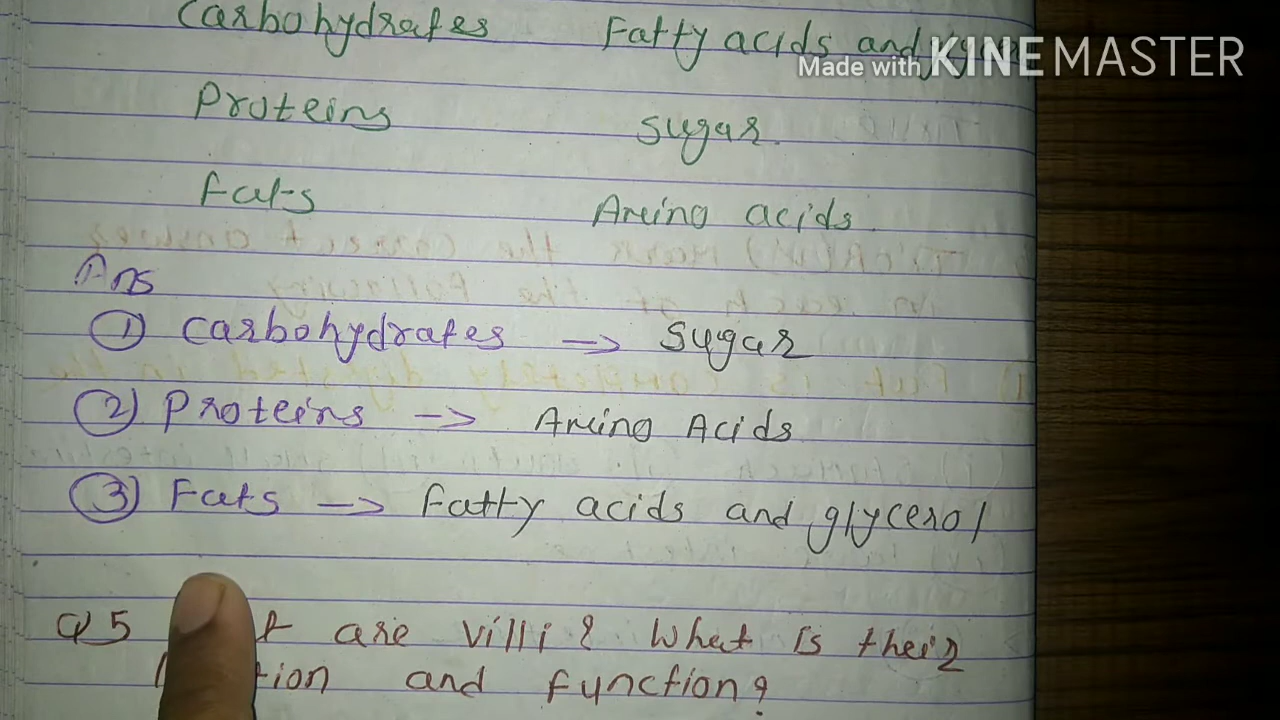 Carbohydrates Fatty acids and
Made with KINEMASTER
Proteins Sugar.
Fats Amino acids.
Ans
① Carbohydrates -> Sugar
② Proteins -> Amino Acids
③ Fats -> Fatty acids and glycerol
Q5 are villi? What is their
and function?